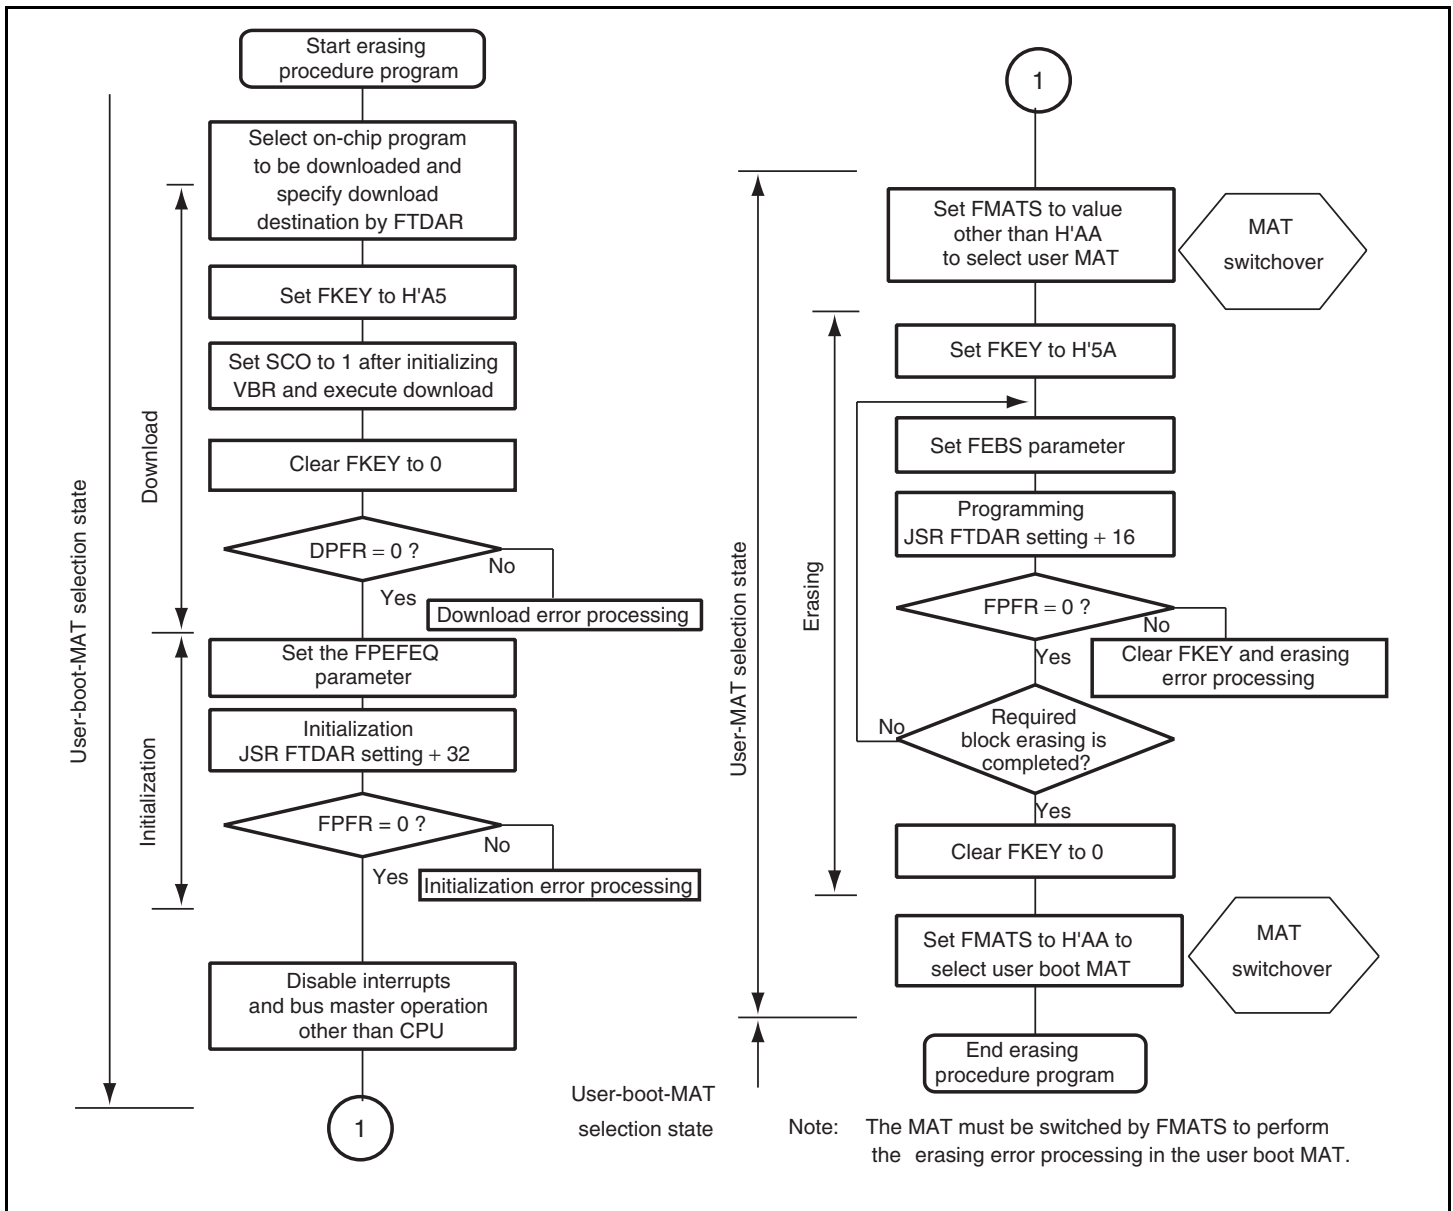 Start erasing
procedure program
Select on-chip program
to be downloaded and
specify download
destination by FTDAR
Set FKEY to H'A5
Set SCO to 1 after initializing
VBR and execute download
Clear FKEY to 0
DPFR = 0 ?
No
Yes
Download error processing
Set the FPEFEQ
parameter
Initialization
JSR FTDAR setting + 32
FPFR = 0 ?
No
Yes
Initialization error processing
Disable interrupts
and bus master operation
other than CPU
1
User-boot-MAT selection state
Download
Initialization
1
Set FMATS to value
other than H'AA
to select user MAT
MAT
switchover
Set FKEY to H'5A
Set FEBS parameter
Programming
JSR FTDAR setting + 16
FPFR = 0 ?
No
Yes
Clear FKEY and erasing
error processing
Required
block erasing is
completed?
No
Yes
Clear FKEY to 0
Set FMATS to H'AA to
select user boot MAT
MAT
switchover
End erasing
procedure program
User-MAT selection state
Erasing
User-boot-MAT
selection state
Note: The MAT must be switched by FMATS to perform
the erasing error processing in the user boot MAT.